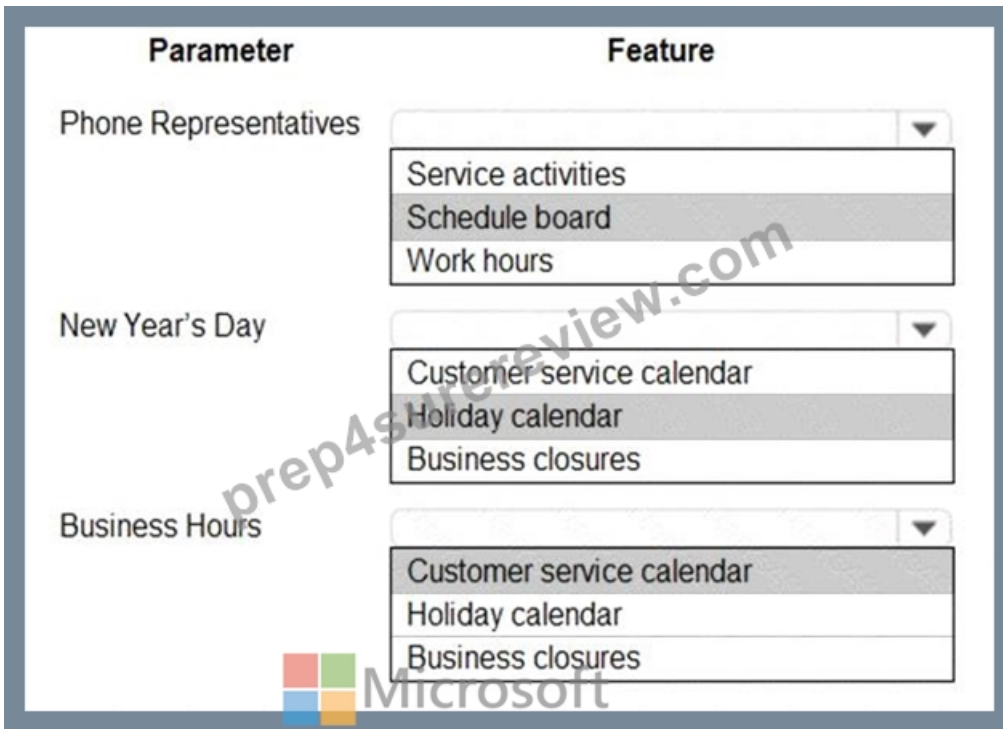 Parameter Feature
Phone Representatives
Service activities
Schedule board
Work hours
New Year's Day
Customer service calendar
Holiday calendar
Business closures
Business Hours
Customer service calendar
Holiday calendar
Business closures
prep4surereview.com
Microsoft